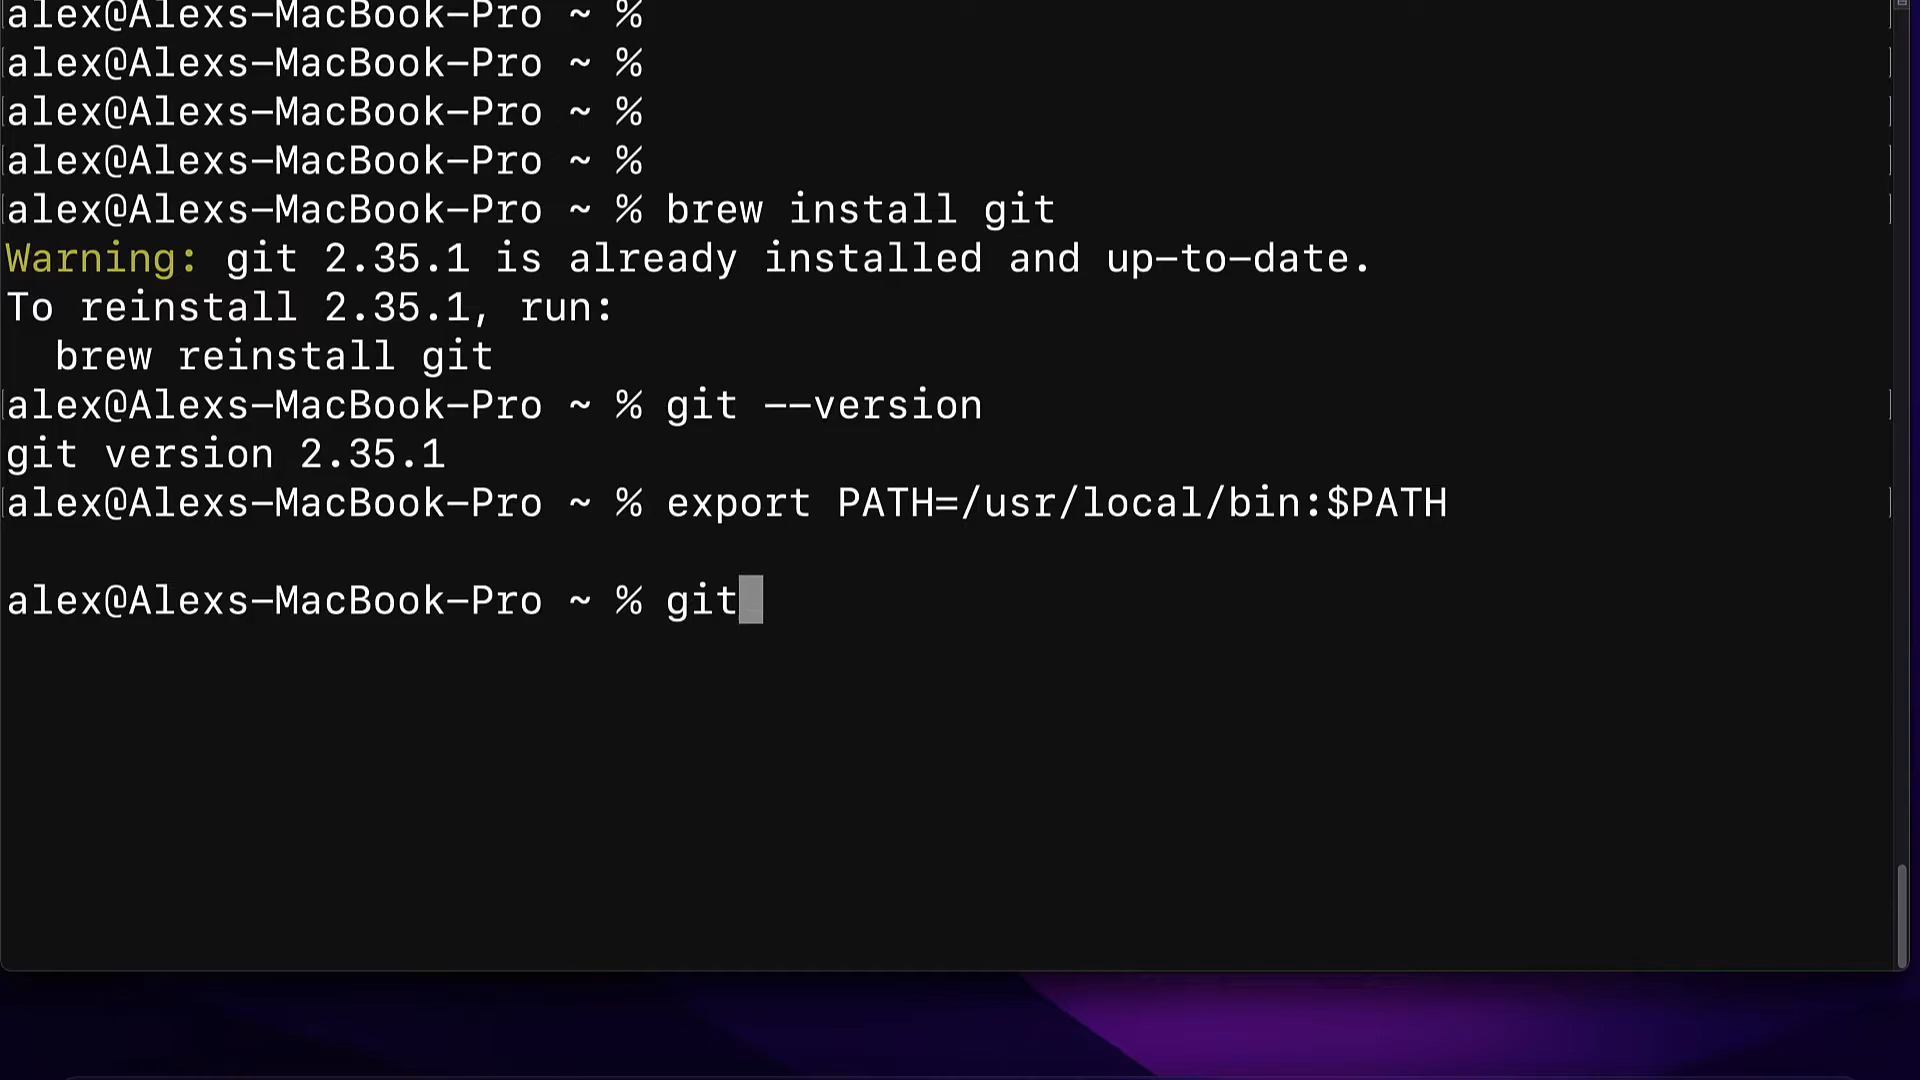 alex@Alexs-MacBook-Pro ~ %
alex@Alexs-MacBook-Pro ~ %
alex@Alexs-MacBook-Pro ~ %
alex@Alexs-MacBook-Pro ~ %
alex@Alexs-MacBook-Pro ~ % brew install git
Warning: git 2.35.1 is already installed and up-to-date.
To reinstall 2.35.1, run:
  brew reinstall git
alex@Alexs-MacBook-Pro ~ % git --version
git version 2.35.1
alex@Alexs-MacBook-Pro ~ % export PATH=/usr/local/bin:$PATH
alex@Alexs-MacBook-Pro ~ % git